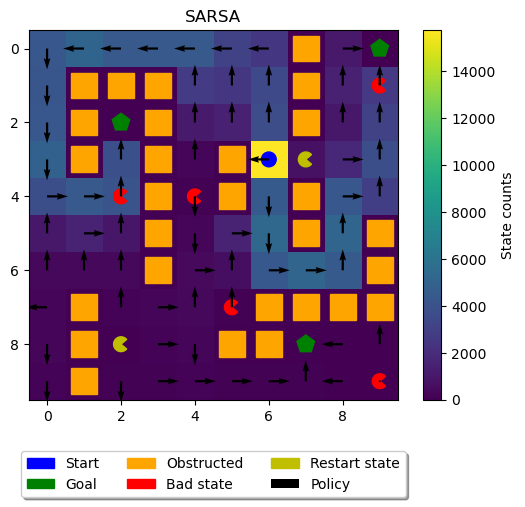 SARSA
0
2
4
6
8
0 2 4 6 8
14000
12000
10000
8000
6000
4000
2000
0
State counts
Start Obstructed Restart state
Goal Bad state Policy